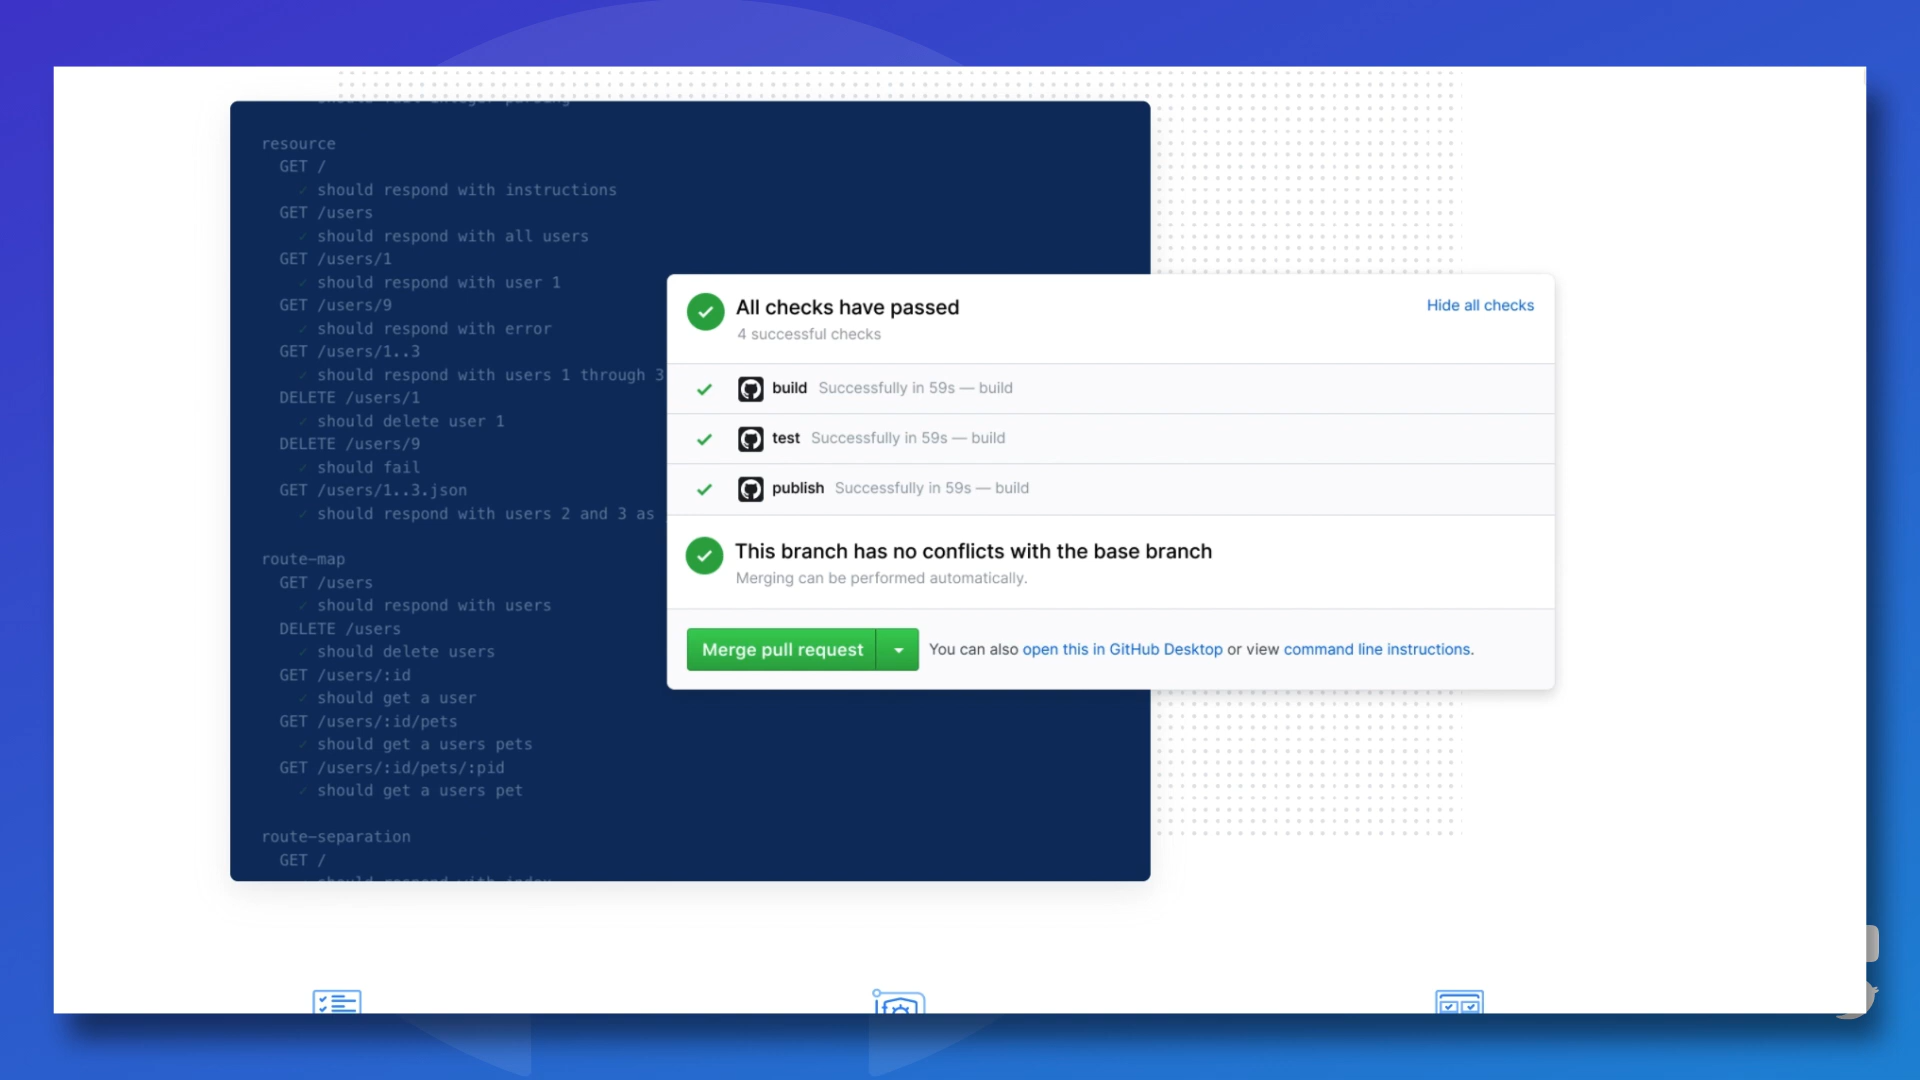 should fail integer parsing
resource
GET /
✓ should respond with instructions
GET /users
✓ should respond with all users
GET /users/1
✓ should respond with user 1
GET /users/9
✓ should respond with error
GET /users/1..3
✓ should respond with users 1 through 3
DELETE /users/1
✓ should delete user 1
DELETE /users/9
✓ should fail
GET /users/1..3.json
✓ should respond with users 2 and 3 as
route-map
GET /users
✓ should respond with users
DELETE /users
✓ should delete users
GET /users/:id
✓ should get a user
GET /users/:id/pets
✓ should get a users pets
GET /users/:id/pets/:pid
✓ should get a users pet
route-separation
GET /
should respond with index
All checks have passed
Hide all checks
4 successful checks
build Successfully in 59s — build
test Successfully in 59s — build
publish Successfully in 59s — build
This branch has no conflicts with the base branch
Merging can be performed automatically.
Merge pull request
You can also open this in GitHub Desktop or view command line instructions.